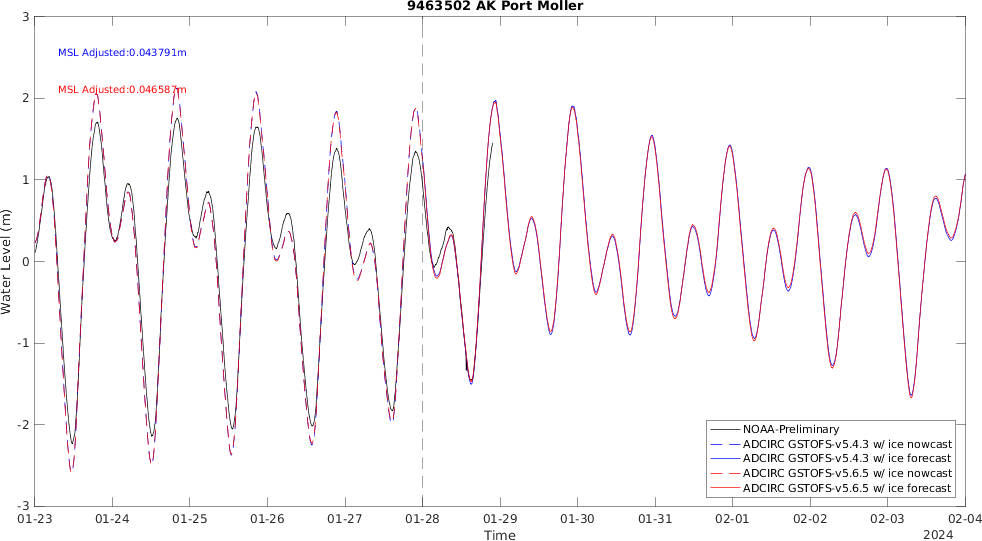 9463502 AK Port Moller
MSL Adjusted:0.043791m
MSL Adjusted:0.046587m
Water Level (m)
3
2
1
0
-1
-2
-3
NOAA-Preliminary
ADCIRC GSTOFS-v5.4.3 w/ ice nowcast
ADCIRC GSTOFS-v5.4.3 w/ ice forecast
ADCIRC GSTOFS-v5.6.5 w/ ice nowcast
ADCIRC GSTOFS-v5.6.5 w/ ice forecast
01-23 01-24 01-25 01-26 01-27 01-28 01-29 01-30 01-31 02-01 02-02 02-03 02-04
Time
2024